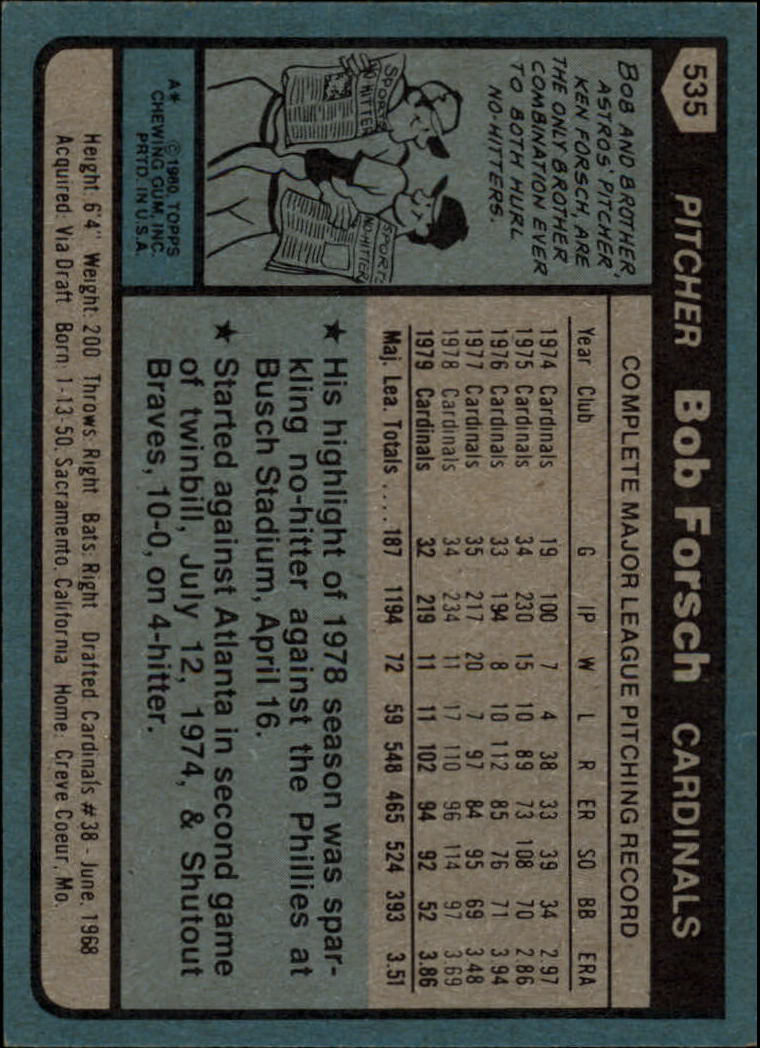 535
PITCHER Bob Forsch CARDINALS
BOB AND BROTHER,
ASTROS' PITCHER
KEN FORSCH, ARE
THE ONLY BROTHER
COMBINATION EVER
TO BOTH HURL
NO-HITTERS.
SPORTS
NO-HITTER
SPORTS
NO-HITTER
A* © 1980 TOPPS
CHEWING GUM, INC.
PRTD. IN U.S.A.
COMPLETE MAJOR LEAGUE PITCHING RECORD
Year Club G IP W L R ER SO BB ERA
1974 Cardinals 19 100 7 4 38 33 39 34 2.97
1975 Cardinals 34 230 15 10 89 73 108 70 2.86
1976 Cardinals 33 194 8 10 112 85 76 71 3.94
1977 Cardinals 35 217 20 7 97 84 95 69 3.48
1978 Cardinals 34 234 11 17 110 96 114 97 3.69
1979 Cardinals 32 219 11 11 102 94 92 52 3.86
Maj. Lea. Totals .... 187 1194 72 59 548 465 524 393 3.51
★ His highlight of 1978 season was spar-
kling no-hitter against the Phillies at
Busch Stadium, April 16.
★ Started against Atlanta in second game
of twinbill, July 12, 1974, & Shutout
Braves, 10-0, on 4-hitter.
Height: 6'4" Weight: 200 Throws: Right Bats: Right Drafted: Cardinals #38 - June, 1968
Acquired: Via Draft Born: 1-13-50, Sacramento, California Home: Creve Coeur, Mo.